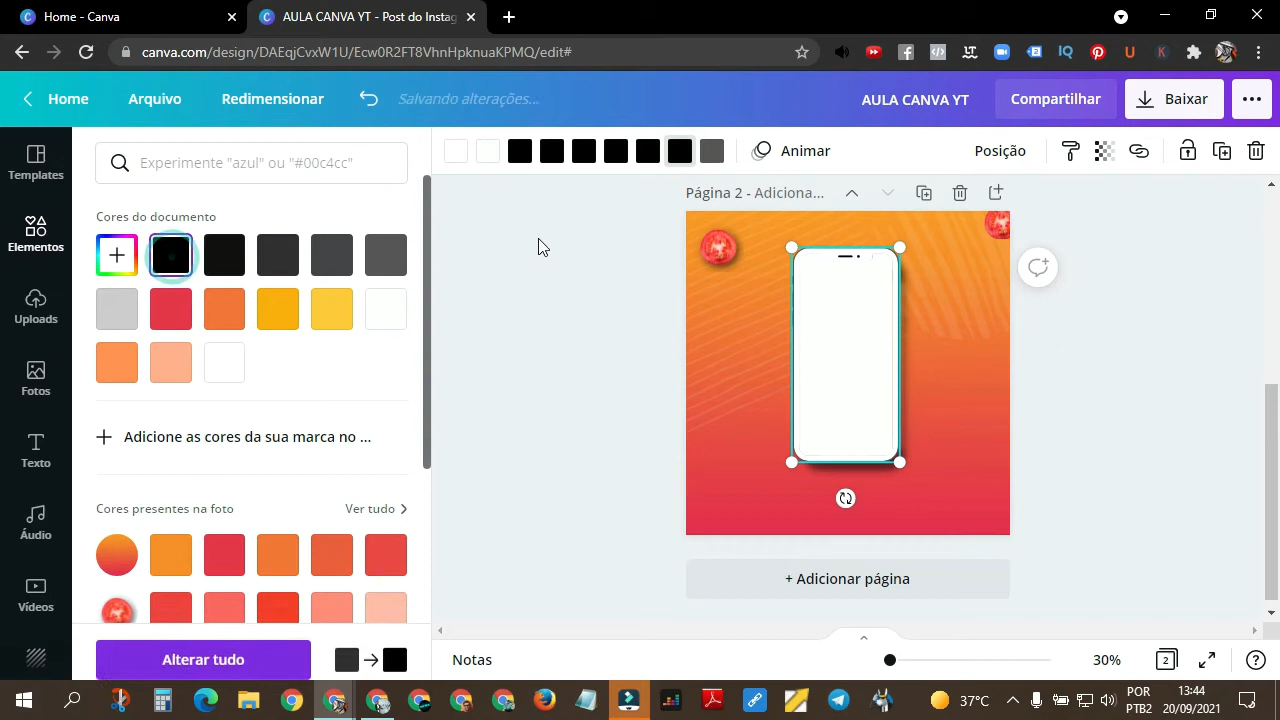 Home - Canva
AULA CANVA YT - Post do Instag
canva.com/design/DAEqjCvxW1U/Ecw0R2FT8VhnHpknuaKPMQ/edit#
Home
Arquivo
Redimensionar
Salvando alterações...
AULA CANVA YT
Compartilhar
Baixar
Templates
Elementos
Uploads
Fotos
Texto
Áudio
Vídeos
Experimente "azul" ou "#00c4cc"
Cores do documento
Adicione as cores da sua marca no ...
Cores presentes na foto
Ver tudo
Alterar tudo
Animar
Posição
Página 2 - Adiciona...
+ Adicionar página
Notas
30%
2
37°C
POR
PTB2
13:44
20/09/2021